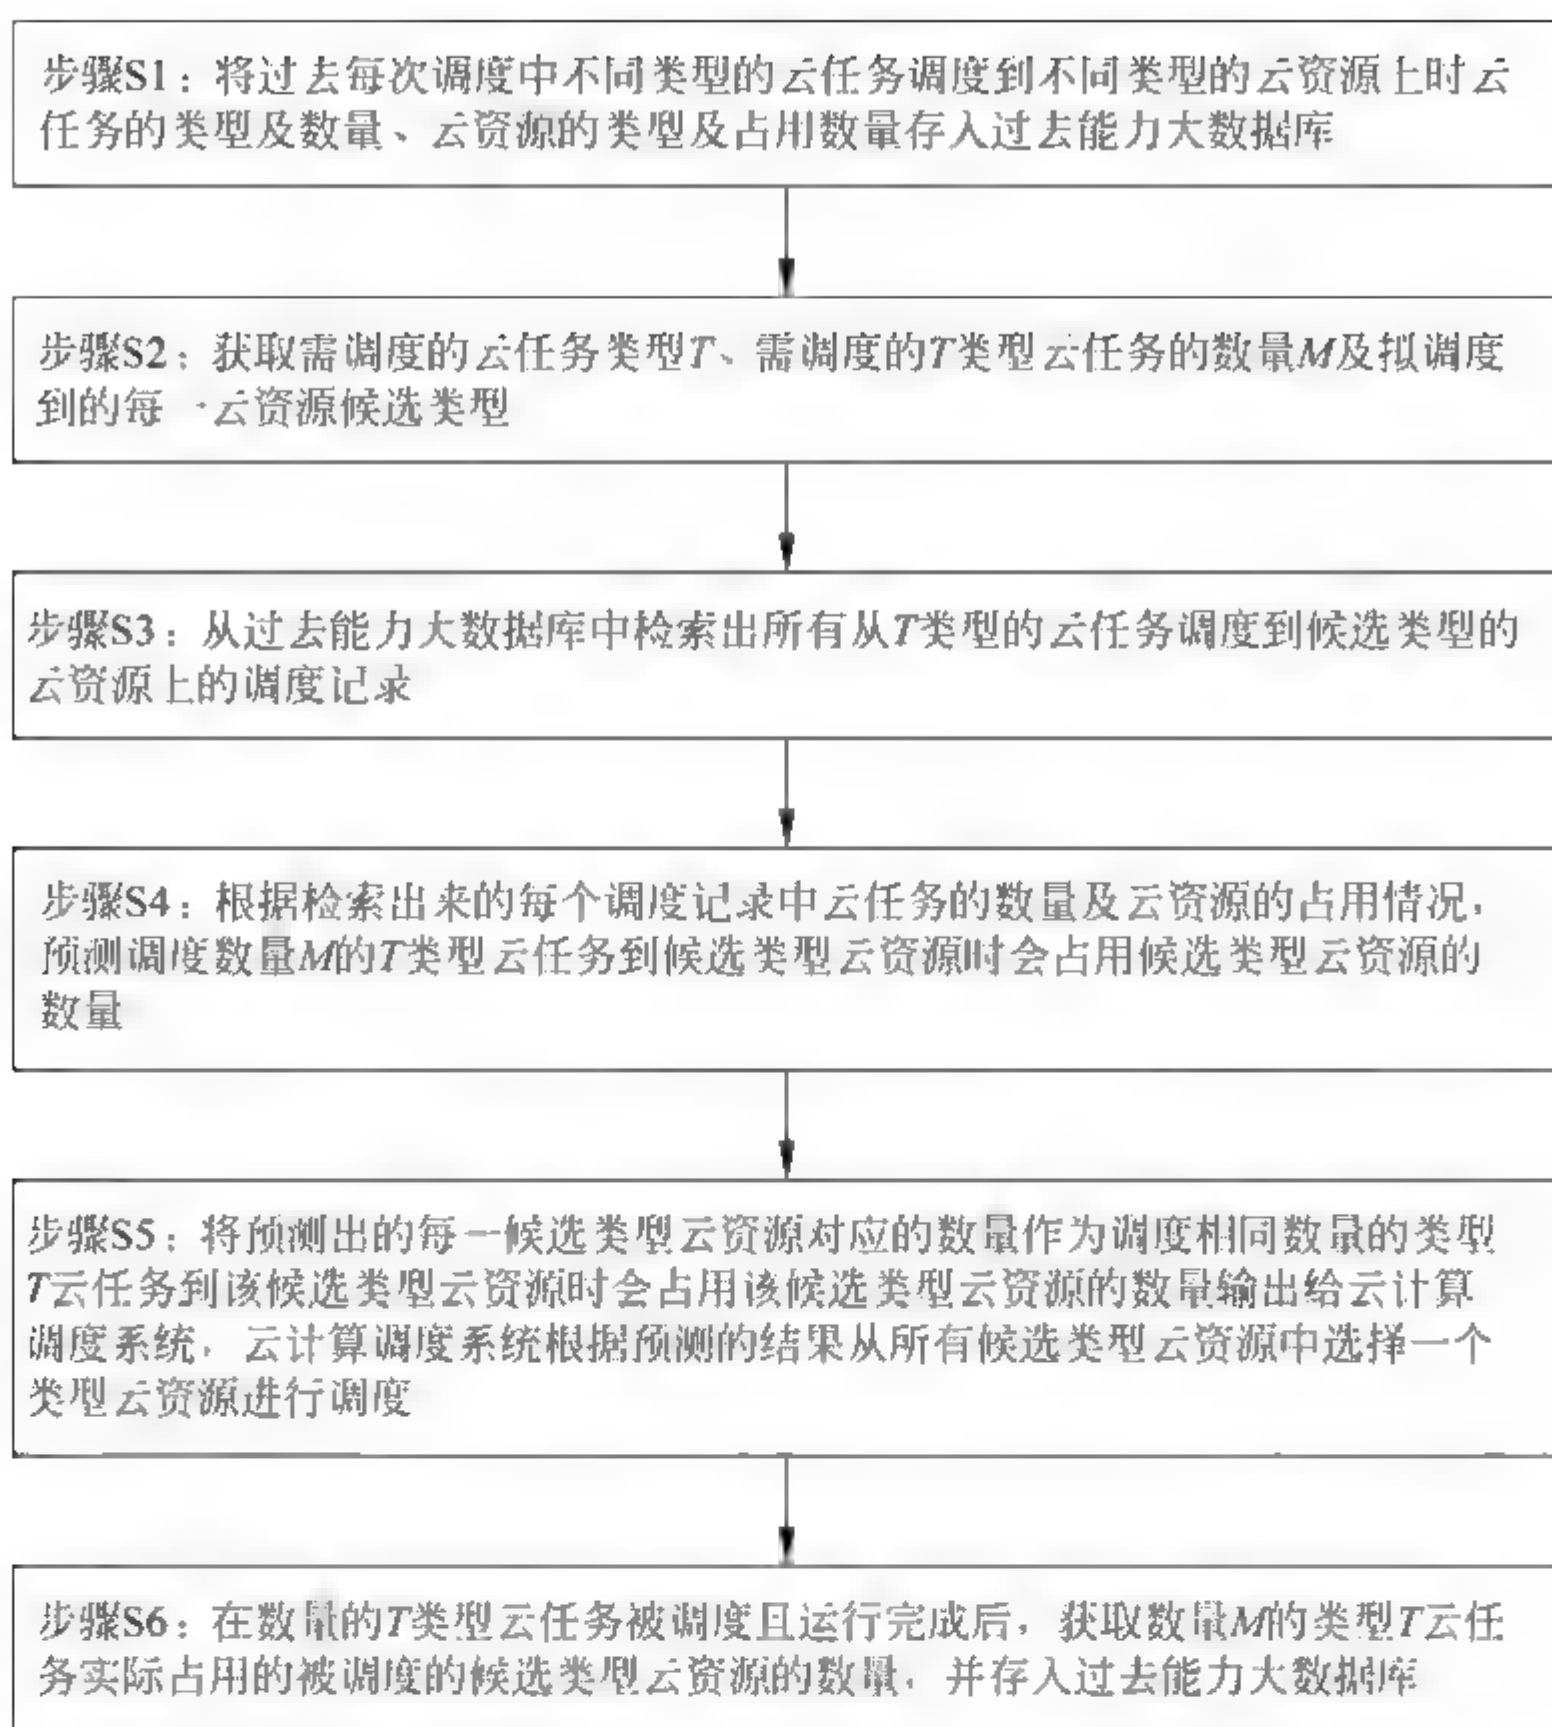 步骤S1：将过去每次调度中不同类型的云任务调度到不同类型的云资源上时云
任务的类型及数量、云资源的类型及占用数量存入过去能力大数据库
步骤S2：获取需调度的云任务类型T、需调度的T类型云任务的数量M及拟调度
到的每一云资源候选类型
步骤S3：从过去能力大数据库中检索出所有从T类型的云任务调度到候选类型的
云资源上的调度记录
步骤S4：根据检索出来的每个调度记录中云任务的数量及云资源的占用情况，
预测调度数量M的T类型云任务到候选类型云资源时会占用候选类型云资源的
数量
步骤S5：将预测出的每一候选类型云资源对应的数量作为调度相同数量的类型
T云任务到该候选类型云资源时会占用该候选类型云资源的数量输出给云计算
调度系统，云计算调度系统根据预测的结果从所有候选类型云资源中选择一个
类型云资源进行调度
步骤S6：在数量的T类型云任务被调度且运行完成后，获取数量M的类型T云任
务实际占用的被调度的候选类型云资源的数量，并存入过去能力大数据库